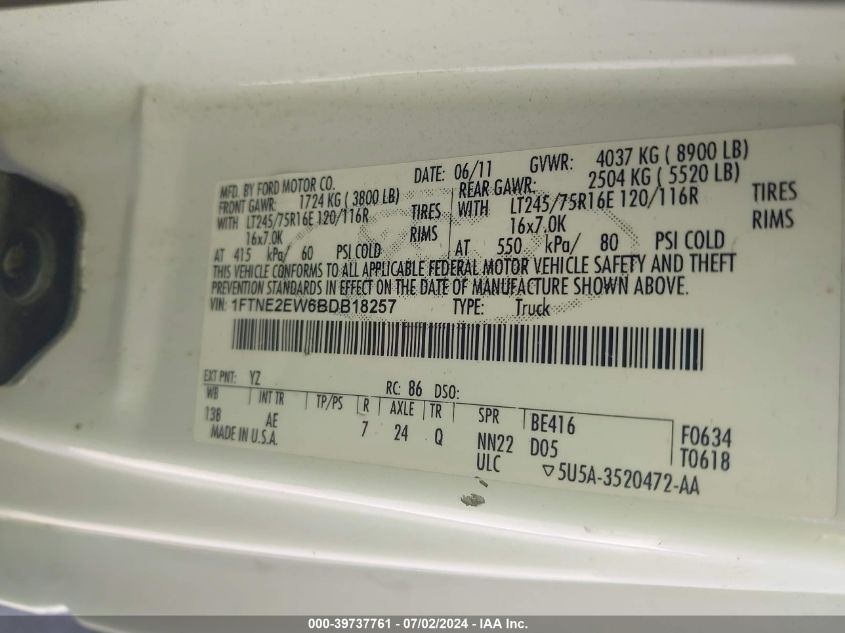 MFD. BY FORD MOTOR CO. DATE: 06/11 GVWR: 4037 KG ( 8900 LB)
FRONT GAWR: 1724 KG ( 3800 LB) REAR GAWR: 2504 KG ( 5520 LB)
WITH LT245/75R16E 120/116R TIRES WITH LT245/75R16E 120/116R TIRES
16x7.0K RIMS 16x7.0K RIMS
AT 415 kPa/ 60 PSI COLD AT 550 kPa/ 80 PSI COLD
THIS VEHICLE CONFORMS TO ALL APPLICABLE FEDERAL MOTOR VEHICLE SAFETY AND THEFT
PREVENTION STANDARDS IN EFFECT ON THE DATE OF MANUFACTURE SHOWN ABOVE.
VIN: 1FTNE2EW6BDB18257 TYPE: Truck
EXT PNT: YZ RC: 86 DSO:
WB INT TR TP/PS R AXLE TR SPR BE416 F0634
138 AE 7 24 Q NN22 D05 T0618
MADE IN U.S.A. ULC ▽5U5A-3520472-AA
000-39737761 - 07/02/2024 - IAA Inc.